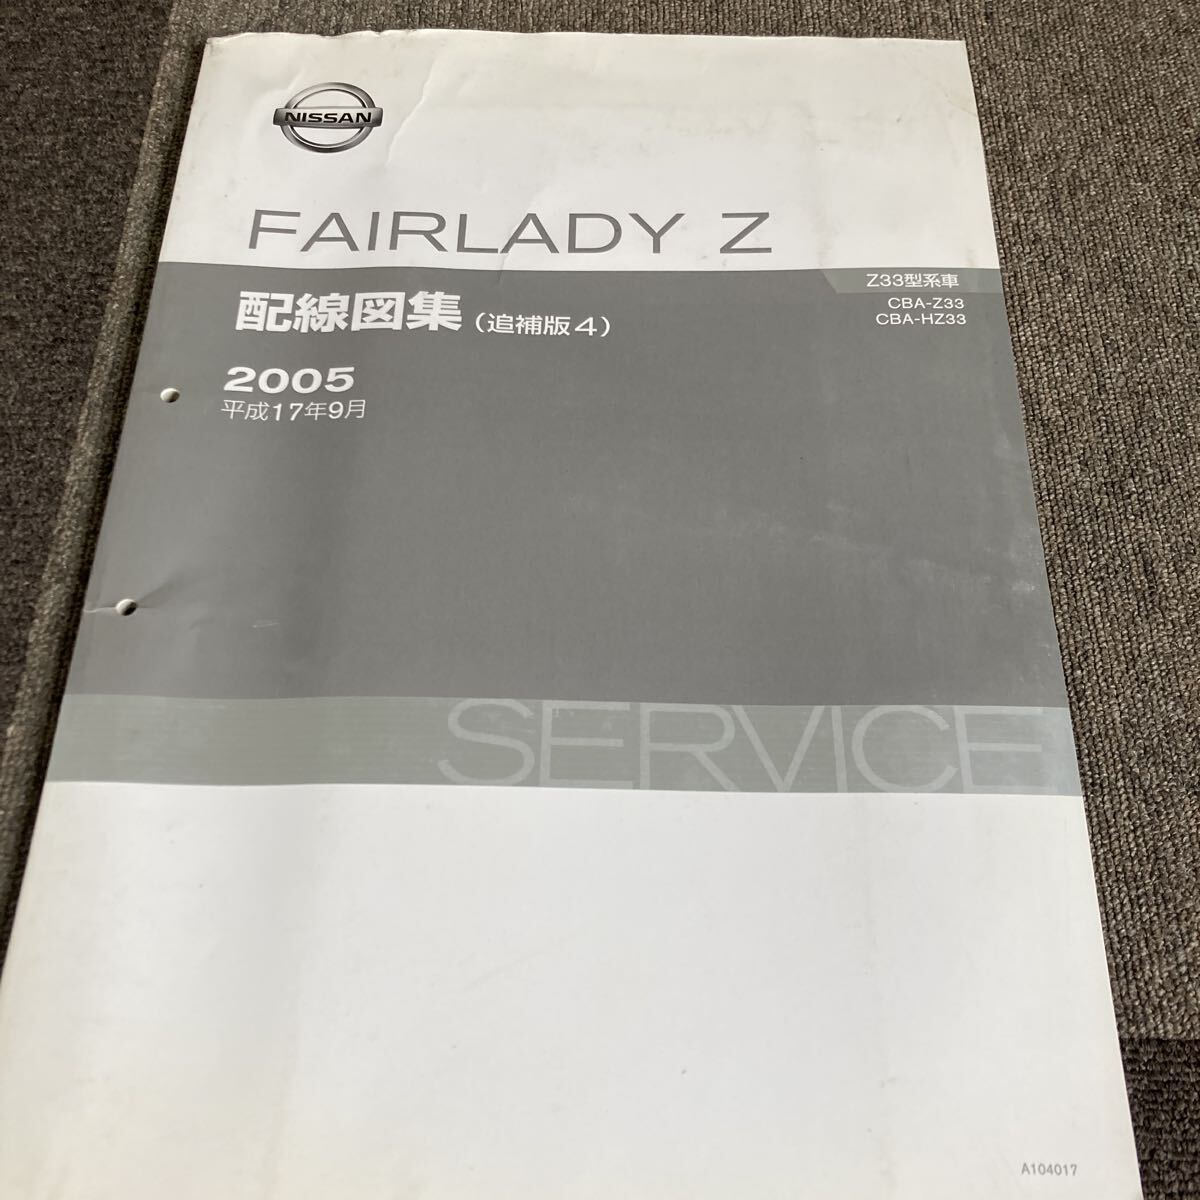 NISSAN
FAIRLADY Z
Z33型系車
CBA-Z33
CBA-HZ33
配線図集(追補版4)
2005
平成17年9月
SERVICE
A104017